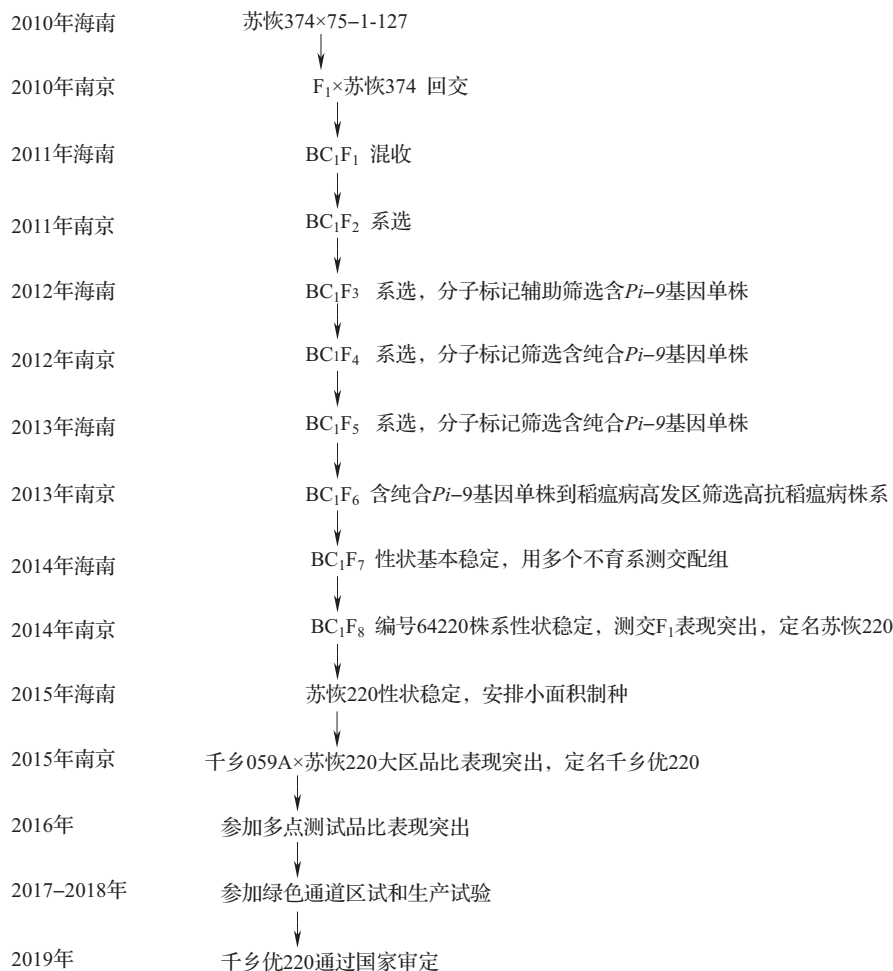 2010年海南 苏恢374×75-1-127
2010年南京 F₁×苏恢374 回交
2011年海南 BC₁F₁ 混收
2011年南京 BC₁F₂ 系选
2012年海南 BC₁F₃ 系选，分子标记辅助筛选含Pi-9基因单株
2012年南京 BC₁F₄ 系选，分子标记筛选含纯合Pi-9基因单株
2013年海南 BC₁F₅ 系选，分子标记筛选含纯合Pi-9基因单株
2013年南京 BC₁F₆ 含纯合Pi-9基因单株到稻瘟病高发区筛选高抗稻瘟病株系
2014年海南 BC₁F₇ 性状基本稳定，用多个不育系测交配组
2014年南京 BC₁F₈ 编号64220株系性状稳定，测交F₁表现突出，定名苏恢220
2015年海南 苏恢220性状稳定，安排小面积制种
2015年南京 千乡059A×苏恢220大区品比表现突出，定名千乡优220
2016年 参加多点测试品比表现突出
2017-2018年 参加绿色通道区试和生产试验
2019年 千乡优220通过国家审定